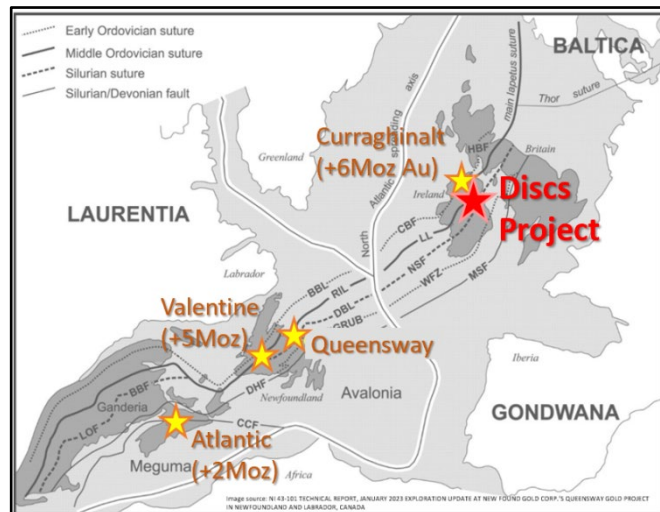 Early Ordovician suture
Middle Ordovician suture
Silurian suture
Silurian/Devonian fault
BALTICA
main Iapetus suture
Thor suture
axis
spreading
Atlantic
North
Greenland
Curraghinalt
(+6Moz Au)
HBF
Britain
Ireland
Discs
Project
LAURENTIA
CBF
LL
NSF
WFZ
MSF
Labrador
BBL
RIL
DBL
GRUB
Valentine
(+5Moz)
Queensway
Iberia
DHF
Newfoundland
Avalonia
GONDWANA
Ganderia
BBF
LOF
CCF
Atlantic
(+2Moz)
Meguma
Africa
Image source: NI 43-101 TECHNICAL REPORT, JANUARY 2023 EXPLORATION UPDATE AT NEW FOUND GOLD CORP.'S QUEENSWAY GOLD PROJECT
IN NEWFOUNDLAND AND LABRADOR, CANADA